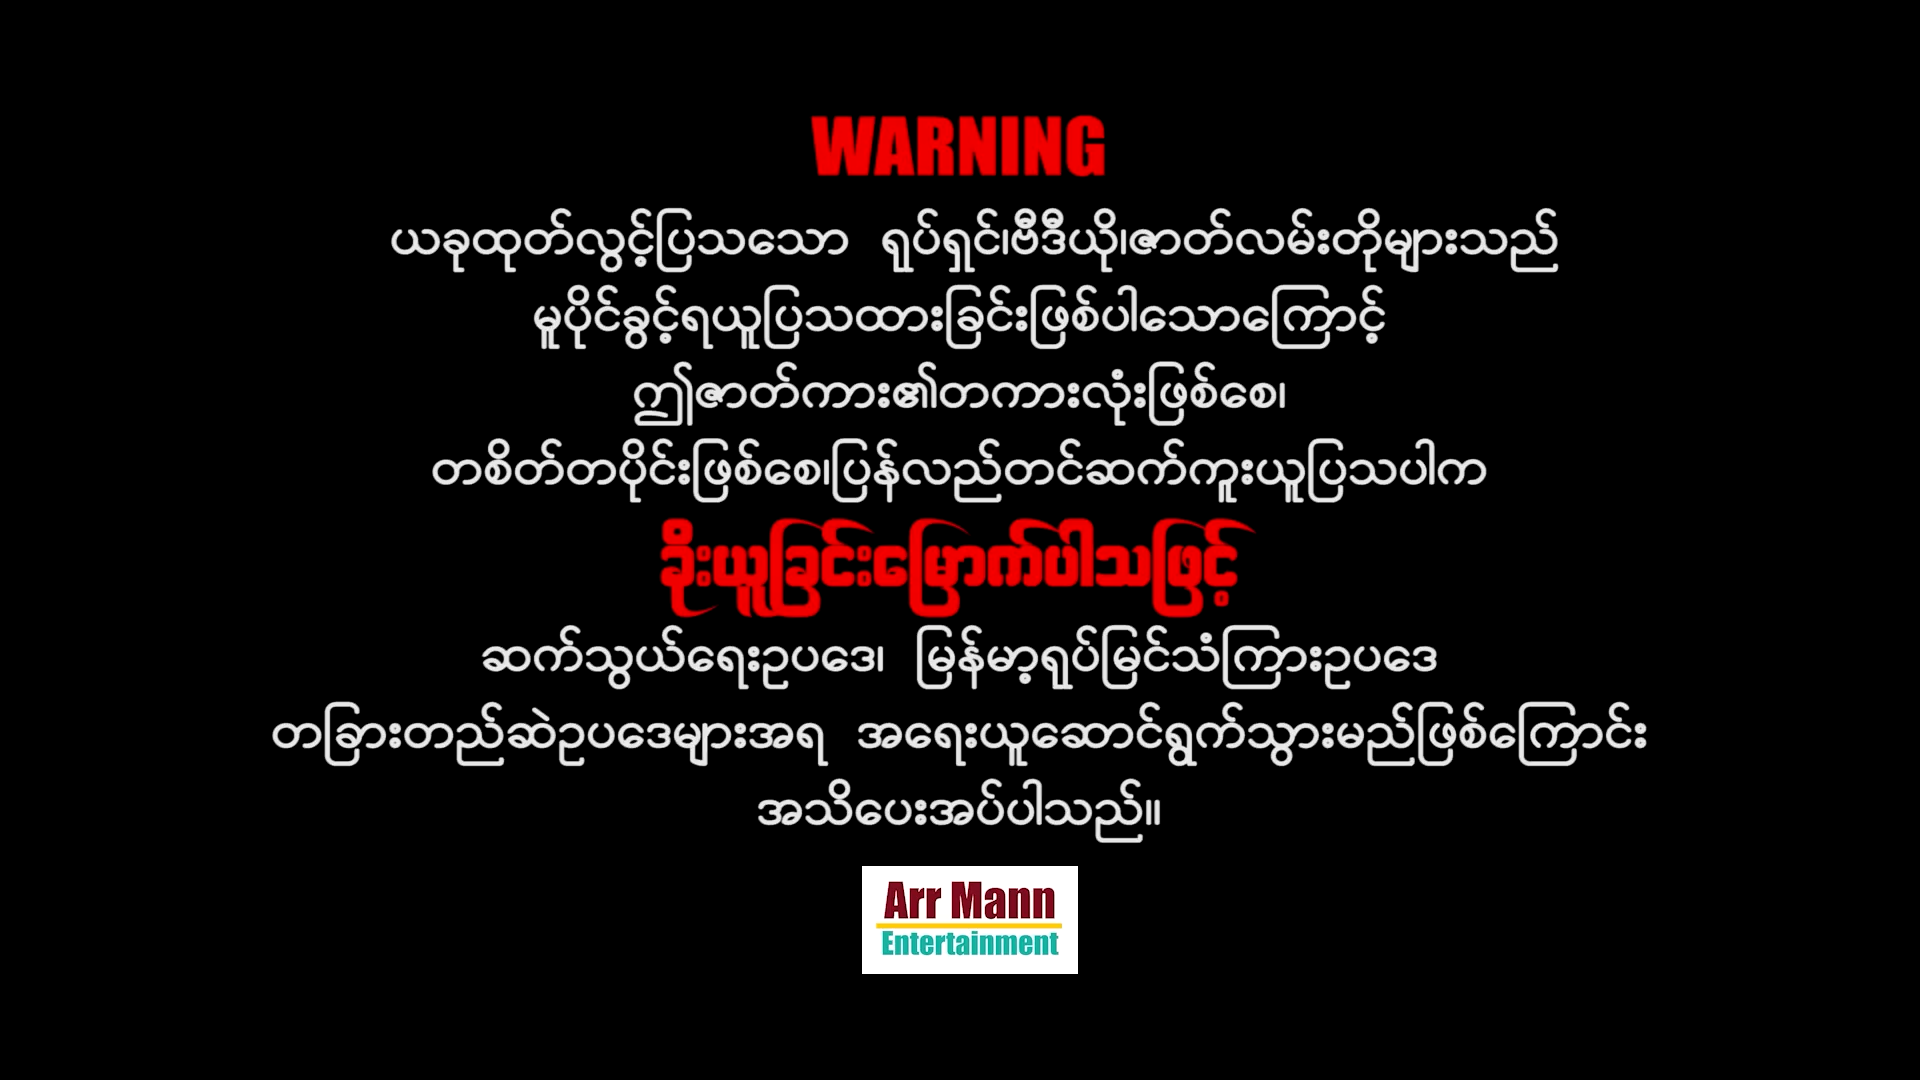 WARNING
ယခုထုတ်လွှင့်ပြသသော ရုပ်ရှင်၊ဗီဒီယို၊ဇာတ်လမ်းတိုများသည်
မူပိုင်ခွင့်ရယူပြသထားခြင်းဖြစ်ပါသောကြောင့်
ဤဇာတ်ကား၏တကားလုံးဖြစ်စေ၊
တစိတ်တပိုင်းဖြစ်စေ၊ပြန်လည်တင်ဆက်ကူးယူပြသပါက
ခိုးယူခြင်းမြောက်ပါသဖြင့်
ဆက်သွယ်ရေးဥပဒေ၊ မြန်မာ့ရုပ်မြင်သံကြားဥပဒေ
တခြားတည်ဆဲဥပဒေများအရ အရေးယူဆောင်ရွက်သွားမည်ဖြစ်ကြောင်း
အသိပေးအပ်ပါသည်။
Arr Mann
Entertainment